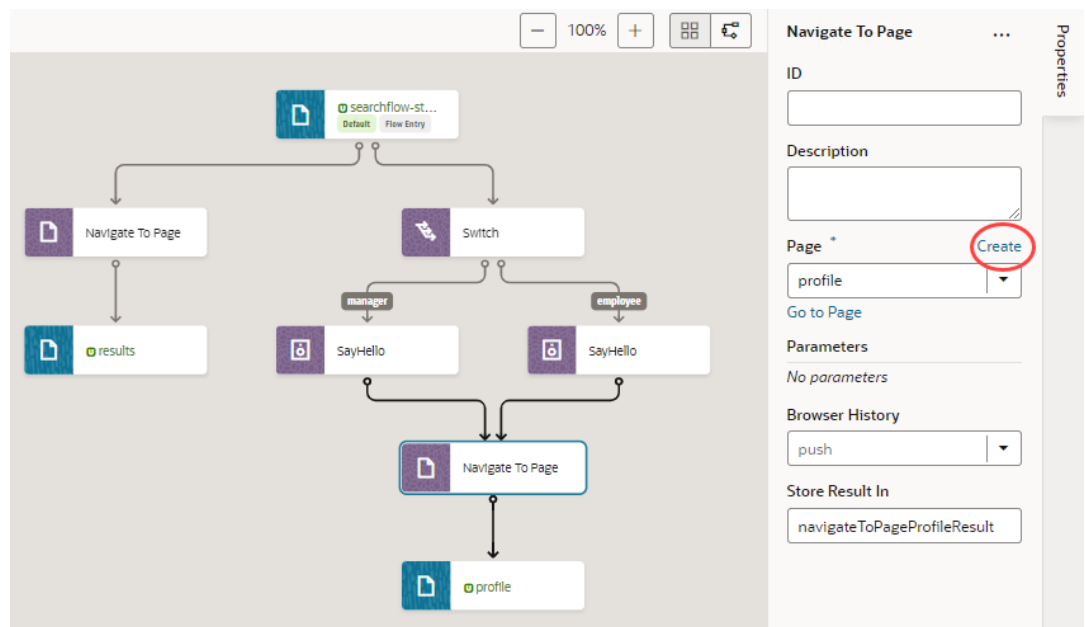 100%
searchflow-st...
Default Flow Entry
Navigate To Page
Switch
manager
employee
results
SayHello
SayHello
Navigate To Page
profile
Navigate To Page
ID
Description
Page * Create
profile
Go to Page
Parameters
No parameters
Browser History
push
Store Result In
navigateToPageProfileResult
Properties